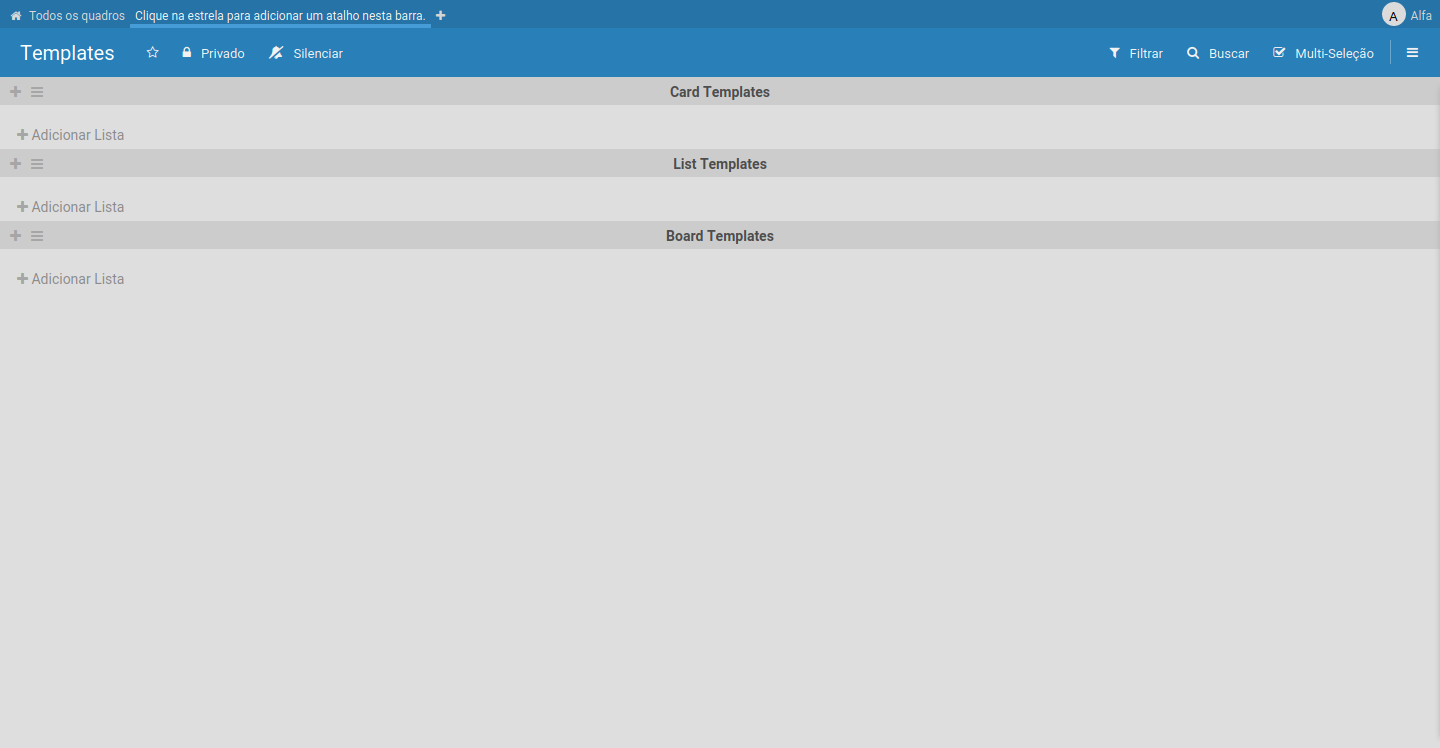 Todos os quadros Clique na estrela para adicionar um atalho nesta barra. A Alfa
Templates Privado Silenciar Filtrar Buscar Multi-Seleção
Card Templates
Adicionar Lista
List Templates
Adicionar Lista
Board Templates
Adicionar Lista